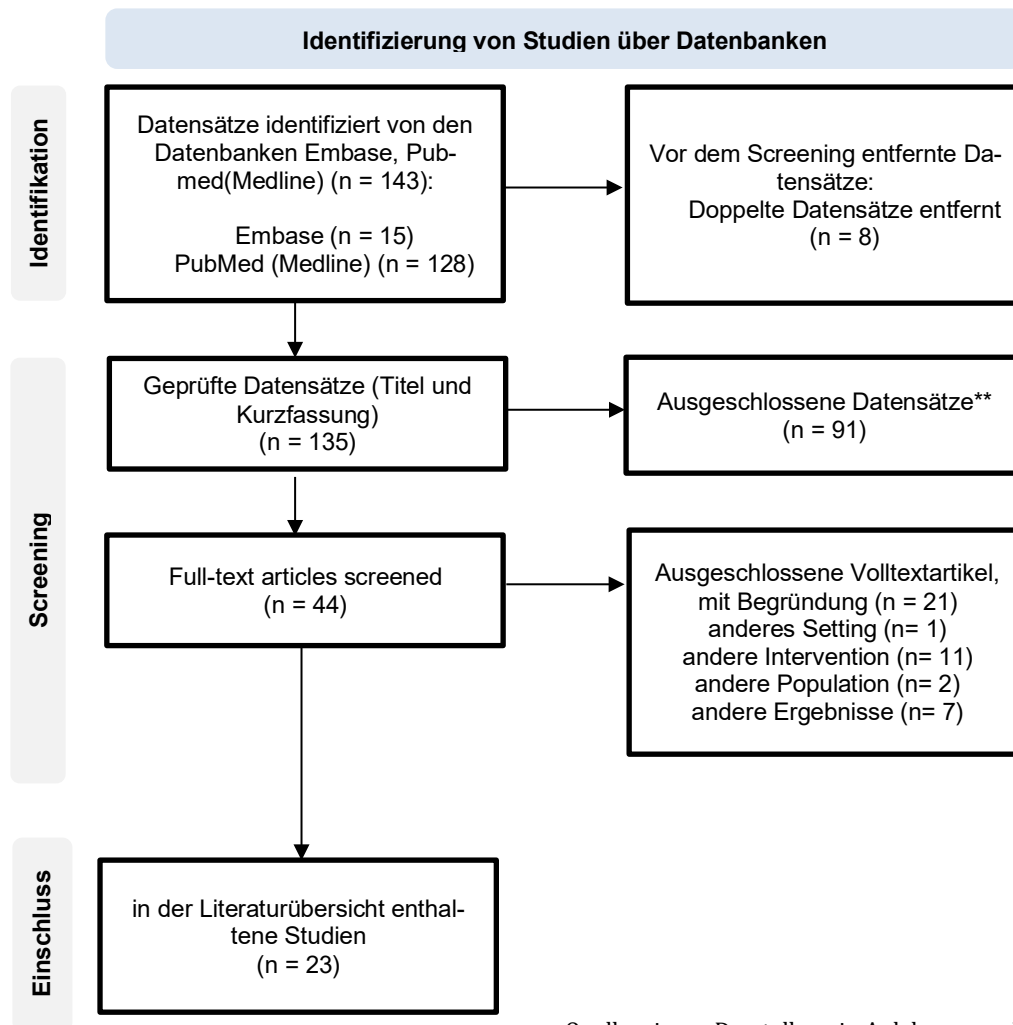 Identifizierung von Studien über Datenbanken
Identifikation
Datensätze identifiziert von den
Datenbanken Embase, Pub-
med(Medline) (n = 143):
Embase (n = 15)
PubMed (Medline) (n = 128)
Vor dem Screening entfernte Da-
tensätze:
Doppelte Datensätze entfernt
(n = 8)
Screening
Geprüfte Datensätze (Titel und
Kurzfassung)
(n = 135)
Ausgeschlossene Datensätze**
(n = 91)
Full-text articles screened
(n = 44)
Ausgeschlossene Volltextartikel,
mit Begründung (n = 21)
anderes Setting (n= 1)
andere Intervention (n= 11)
andere Population (n= 2)
andere Ergebnisse (n= 7)
Einschluss
in der Literaturübersicht enthal-
tene Studien
(n = 23)